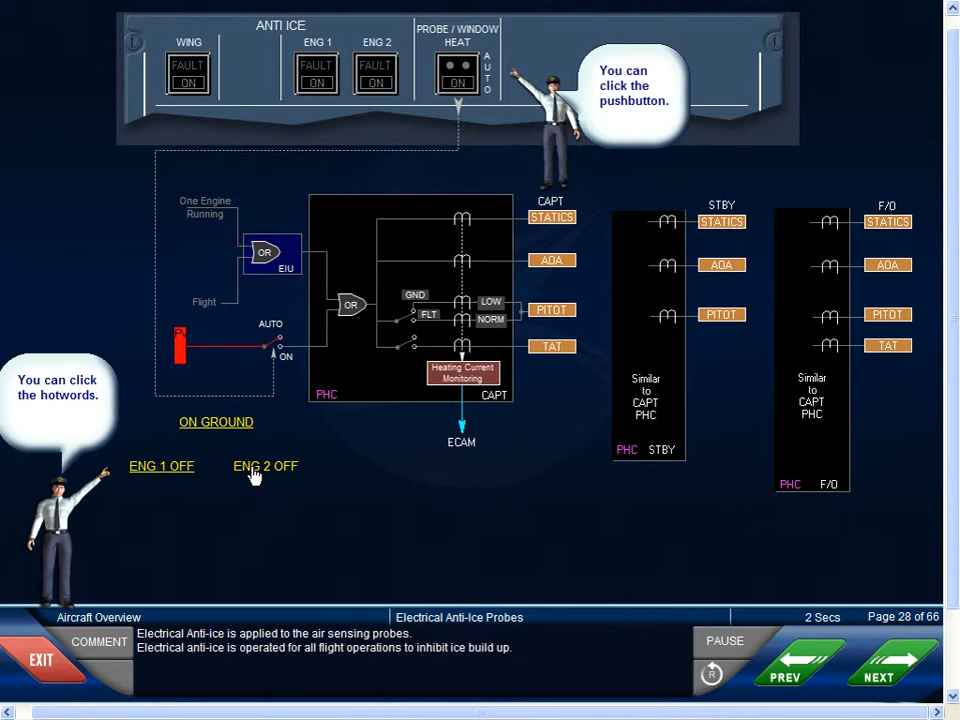 ANTI ICE
PROBE / WINDOW
HEAT
WING
ENG 1
ENG 2
FAULT
ON
FAULT
ON
FAULT
ON
ON
A
U
T
O
You can
click the
pushbutton.
One Engine
Running
OR
EIU
Flight
AUTO
ON
OR
GND
FLT
LOW
NORM
Heating Current
Monitoring
PHC
CAPT
ECAM
CAPT
STATICS
AOA
PITOT
TAT
STBY
STATICS
AOA
PITOT
Similar
to
CAPT
PHC
PHC STBY
F/O
STATICS
AOA
PITOT
TAT
Similar
to
CAPT
PHC
PHC F/O
You can click
the hotwords.
ON GROUND
ENG 1 OFF
ENG 2 OFF
Aircraft Overview
Electrical Anti-Ice Probes
2 Secs
Page 28 of 66
EXIT
COMMENT
Electrical Anti-ice is applied to the air sensing probes.
Electrical anti-ice is operated for all flight operations to inhibit ice build up.
PAUSE
R
PREV
NEXT